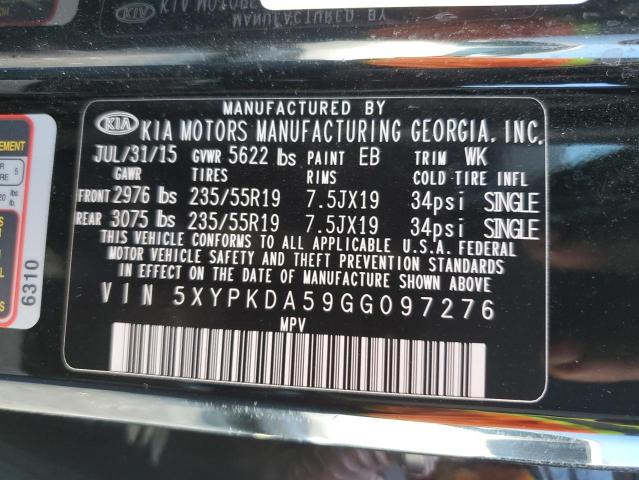 MANUFACTURED BY
KIA KIA MOTORS MANUFACTURING GEORGIA, INC.
JUL/31/15 GVWR 5622 lbs PAINT EB TRIM WK
GAWR TIRES RIMS COLD TIRE INFL
FRONT 2976 lbs 235/55R19 7.5JX19 34psi SINGLE
REAR 3075 lbs 235/55R19 7.5JX19 34psi SINGLE
THIS VEHICLE CONFORMS TO ALL APPLICABLE U.S.A. FEDERAL
MOTOR VEHICLE SAFETY AND THEFT PREVENTION STANDARDS
IN EFFECT ON THE DATE OF MANUFACTURE SHOWN ABOVE
VIN 5XYPKDA59GG097276
MPV
EMENT
6310